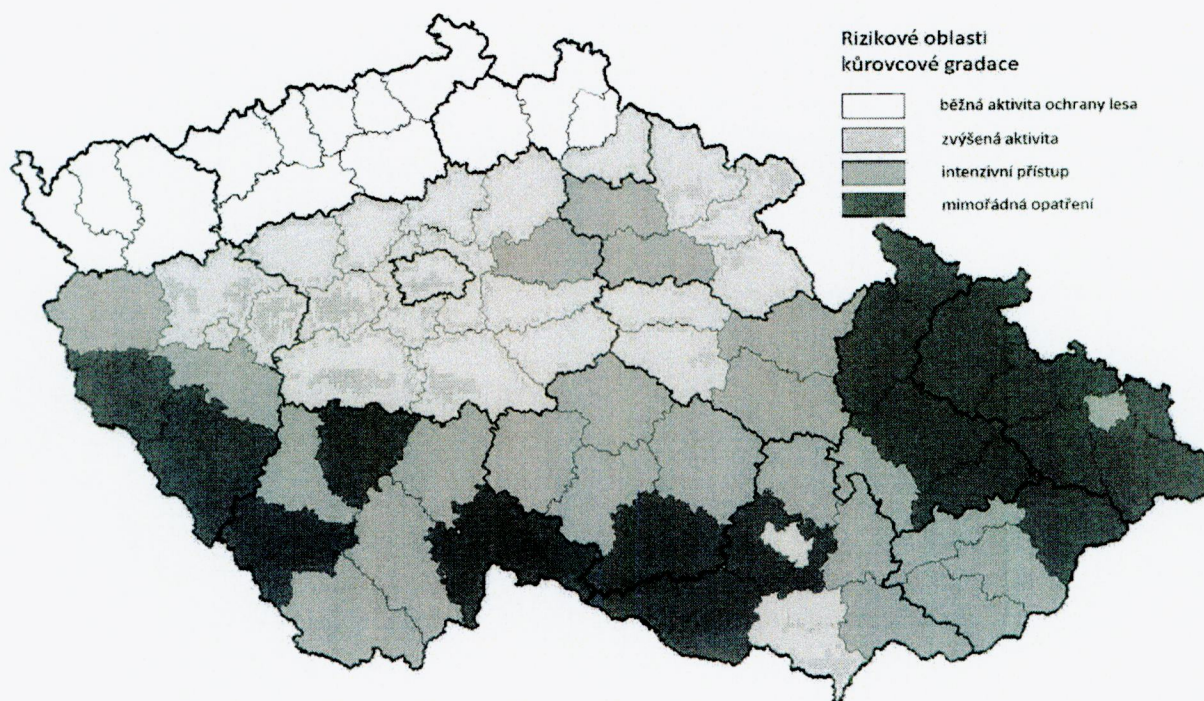 Rizikové oblasti
kůrovcové gradace
běžná aktivita ochrany lesa
zvýšená aktivita
intenzivní přístup
mimořádná opatření